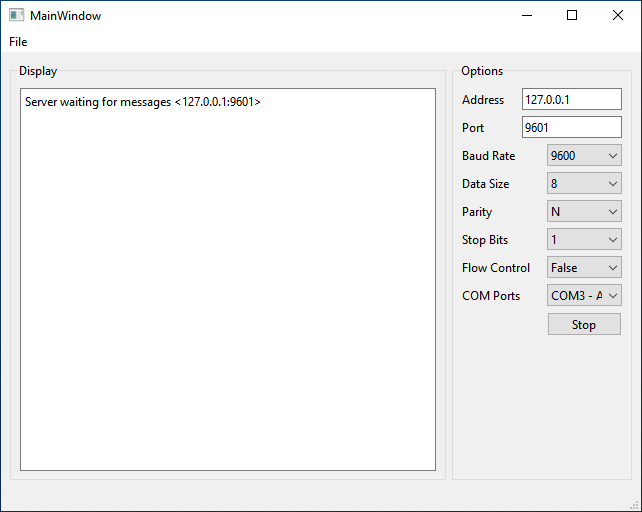 MainWindow
File
Display
Server waiting for messages <127.0.0.1:9601>
Options
Address 127.0.0.1
Port 9601
Baud Rate 9600
Data Size 8
Parity N
Stop Bits 1
Flow Control False
COM Ports COM3 - A
Stop